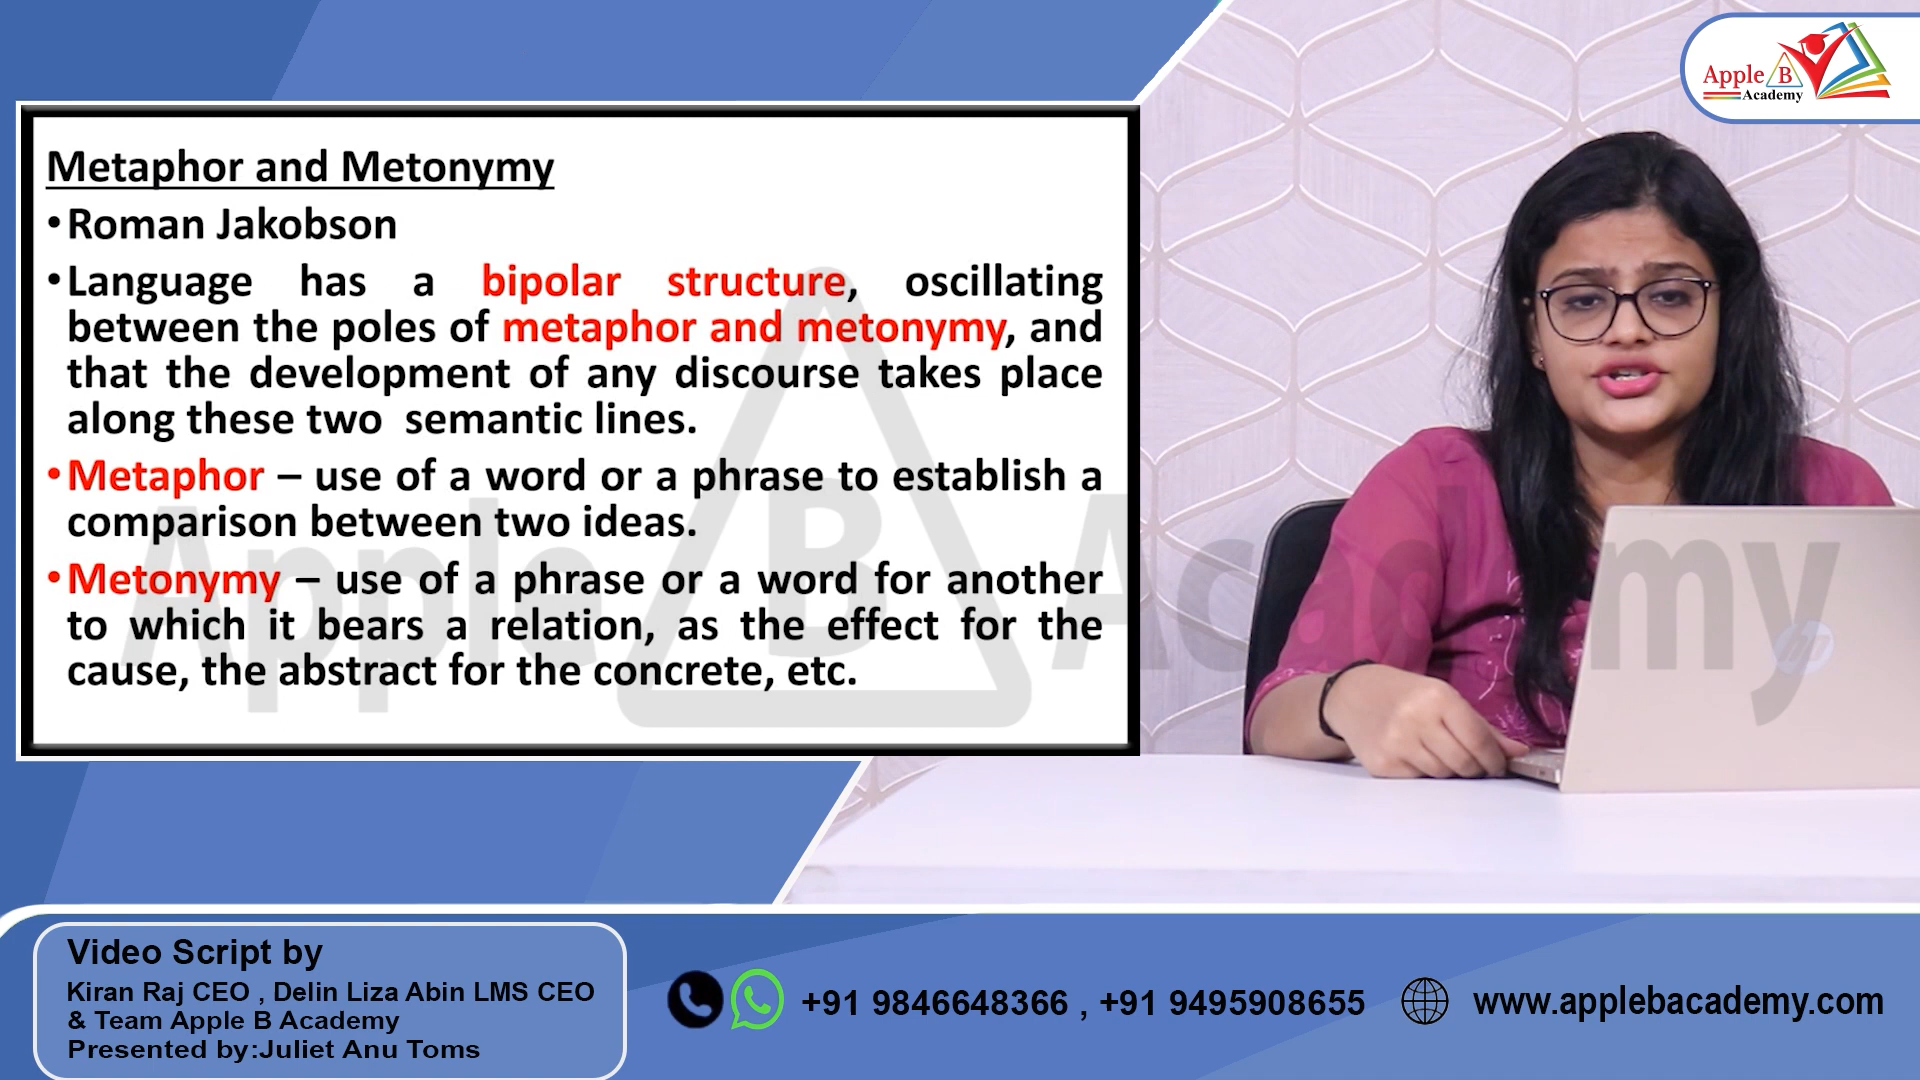 Apple B
Academy
Metaphor and Metonymy
•Roman Jakobson
•Language has a bipolar structure, oscillating
between the poles of metaphor and metonymy, and
that the development of any discourse takes place
along these two semantic lines.
•Metaphor – use of a word or a phrase to establish a
comparison between two ideas.
•Metonymy – use of a phrase or a word for another
to which it bears a relation, as the effect for the
cause, the abstract for the concrete, etc.
Apple B Academy
hp
Video Script by
Kiran Raj CEO , Delin Liza Abin LMS CEO
& Team Apple B Academy
Presented by:Juliet Anu Toms
+91 9846648366 , +91 9495908655
www.applebacademy.com